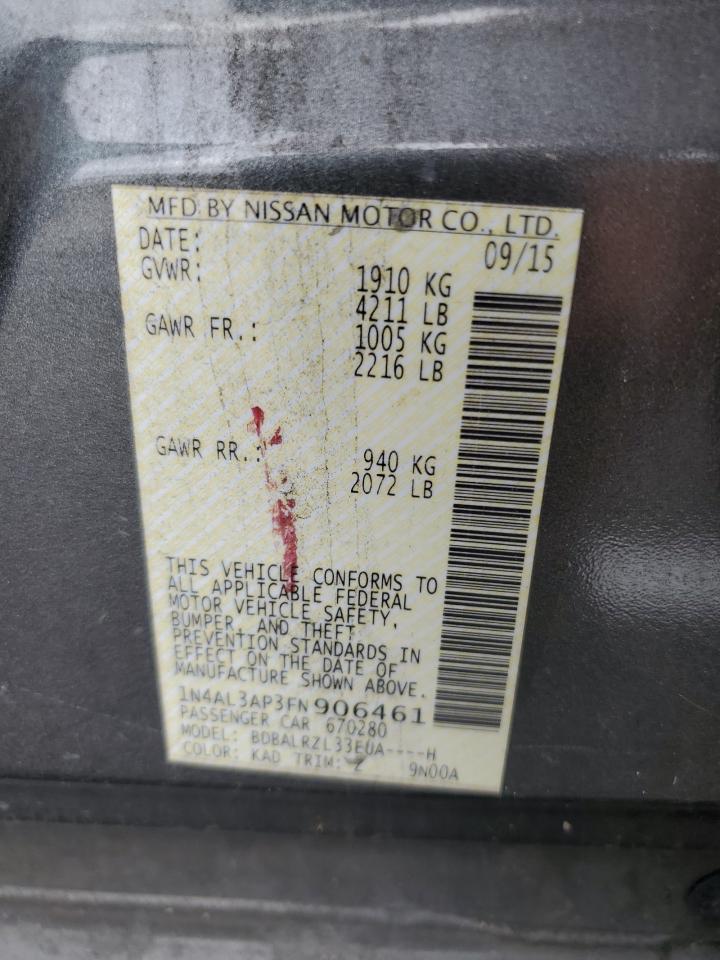 MFD BY NISSAN MOTOR CO., LTD.
DATE: 09/15
GVWR: 1910 KG
4211 LB
GAWR FR.: 1005 KG
2216 LB
GAWR RR.: 940 KG
2072 LB
THIS VEHICLE CONFORMS TO
ALL APPLICABLE FEDERAL
MOTOR VEHICLE SAFETY,
BUMPER, AND THEFT
PREVENTION STANDARDS IN
EFFECT ON THE DATE OF
MANUFACTURE SHOWN ABOVE.
1N4AL3AP3FN906461
PASSENGER CAR 670280
MODEL: BDBALRZL33EUA----H
COLOR: KAD TRIM: Z 9N00A